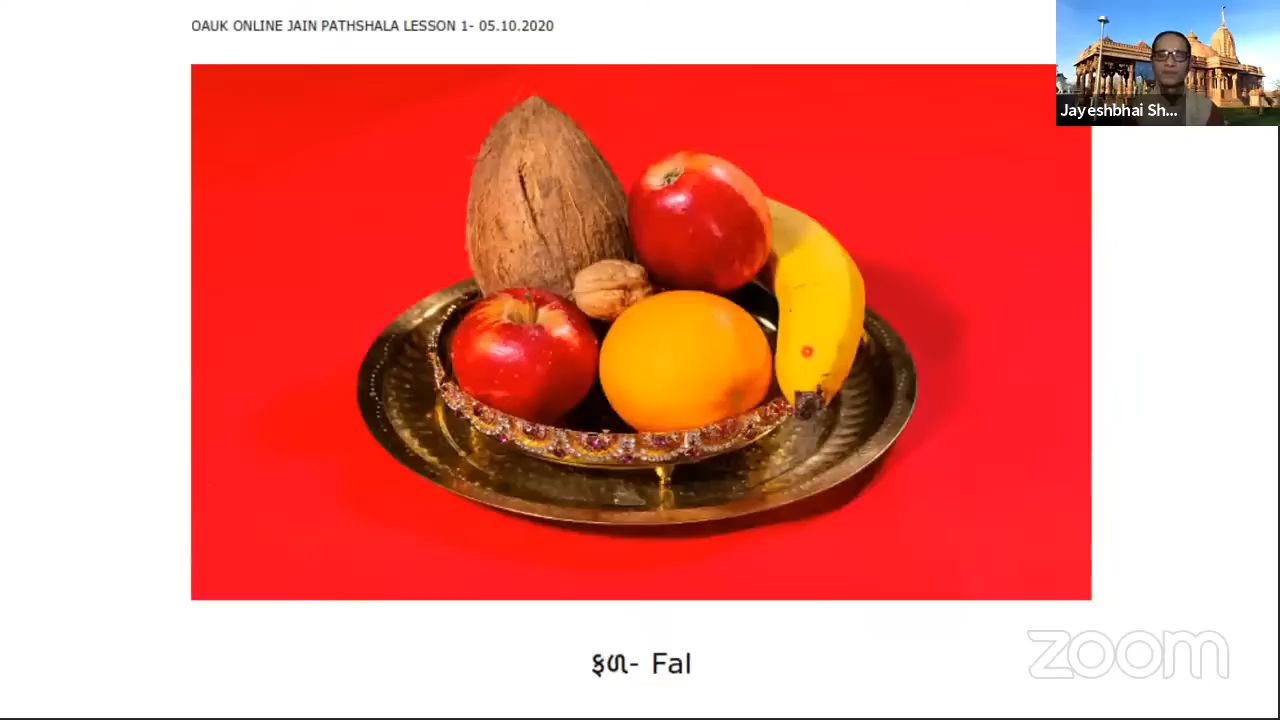 OAUK ONLINE JAIN PATHSHALA LESSON 1- 05.10.2020
Jayeshbhai Sh...
ફળ- Fal
zoom